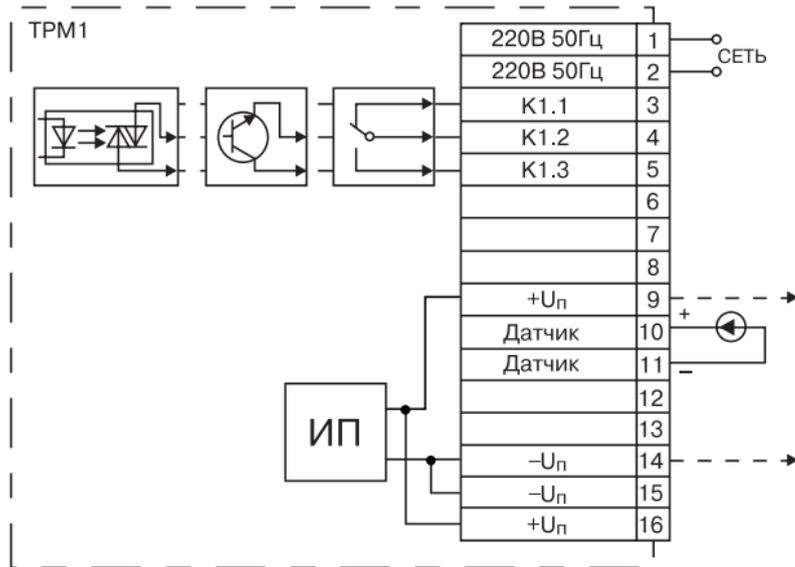 ТРМ1
220В 50Гц 1
СЕТЬ
220В 50Гц 2
К1.1 3
К1.2 4
К1.3 5
6
7
8
+Uп 9
+
Датчик 10
Датчик 11
–
12
13
ИП
–Uп 14
–Uп 15
+Uп 16